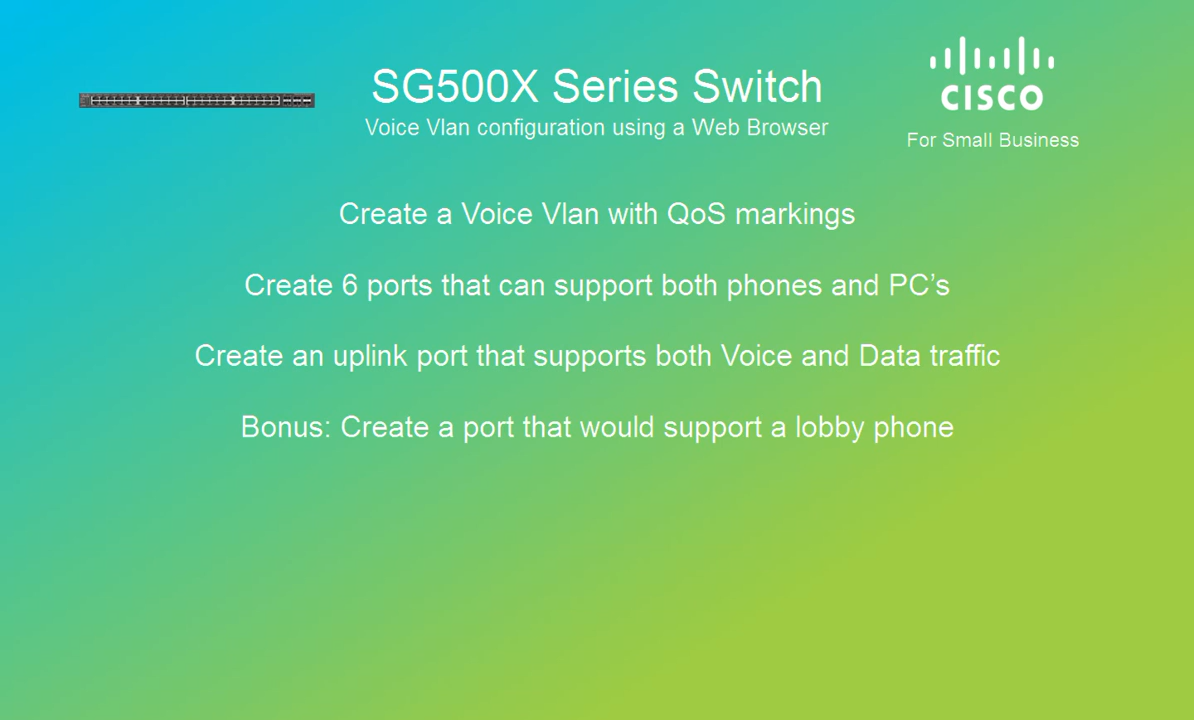 SG500X Series Switch
Voice Vlan configuration using a Web Browser
CISCO
For Small Business
Create a Voice Vlan with QoS markings
Create 6 ports that can support both phones and PC’s
Create an uplink port that supports both Voice and Data traffic
Bonus: Create a port that would support a lobby phone